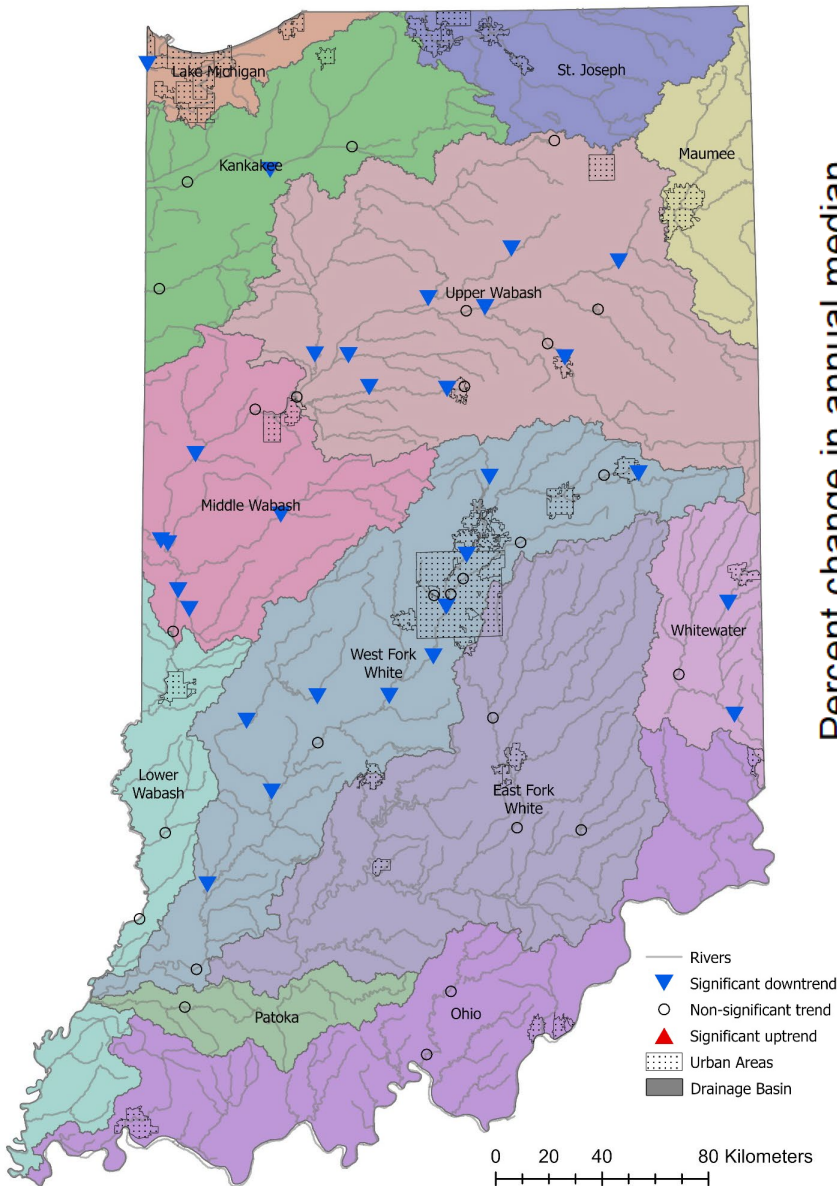 Lake Michigan
St. Joseph
Maumee
Kankakee
Upper Wabash
Middle Wabash
Whitewater
West Fork
White
Lower
Wabash
East Fork
White
Patoka
Ohio
Rivers
Significant downtrend
Non-significant trend
Significant uptrend
Urban Areas
Drainage Basin
0 20 40 80 Kilometers
Percent change in annual median